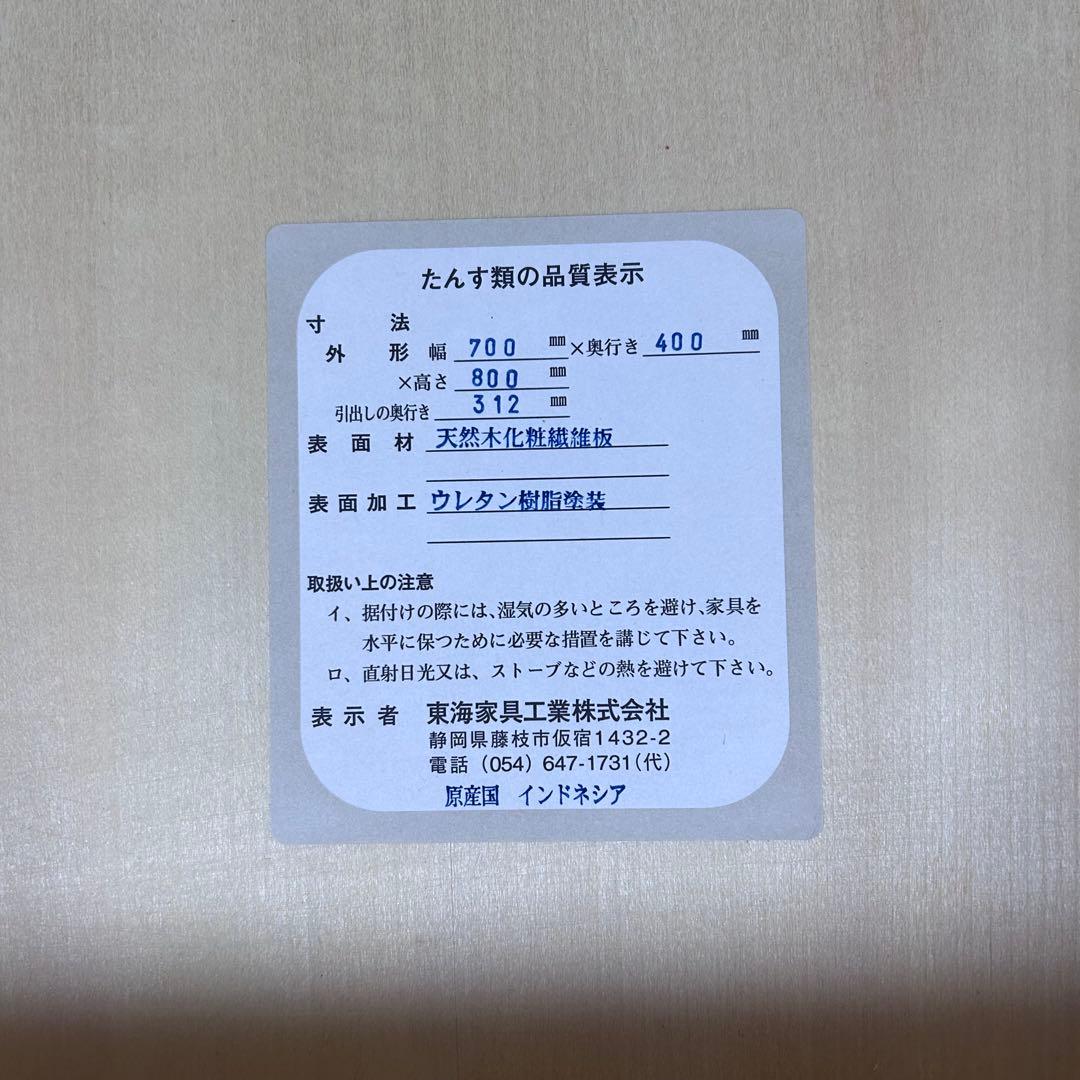 たんす類の品質表示
寸法
外形 幅 700 ㎜ ×奥行き 400 ㎜
×高さ 800 ㎜
引出しの奥行き 312 ㎜
表面材 天然木化粧繊維板
表面加工 ウレタン樹脂塗装
取扱い上の注意
イ、据付けの際には、湿気の多いところを避け、家具を
水平に保つために必要な措置を講じて下さい。
ロ、直射日光又は、ストーブなどの熱を避けて下さい。
表示者 東海家具工業株式会社
静岡県藤枝市仮宿1432-2
電話（054）647-1731（代）
原産国 インドネシア